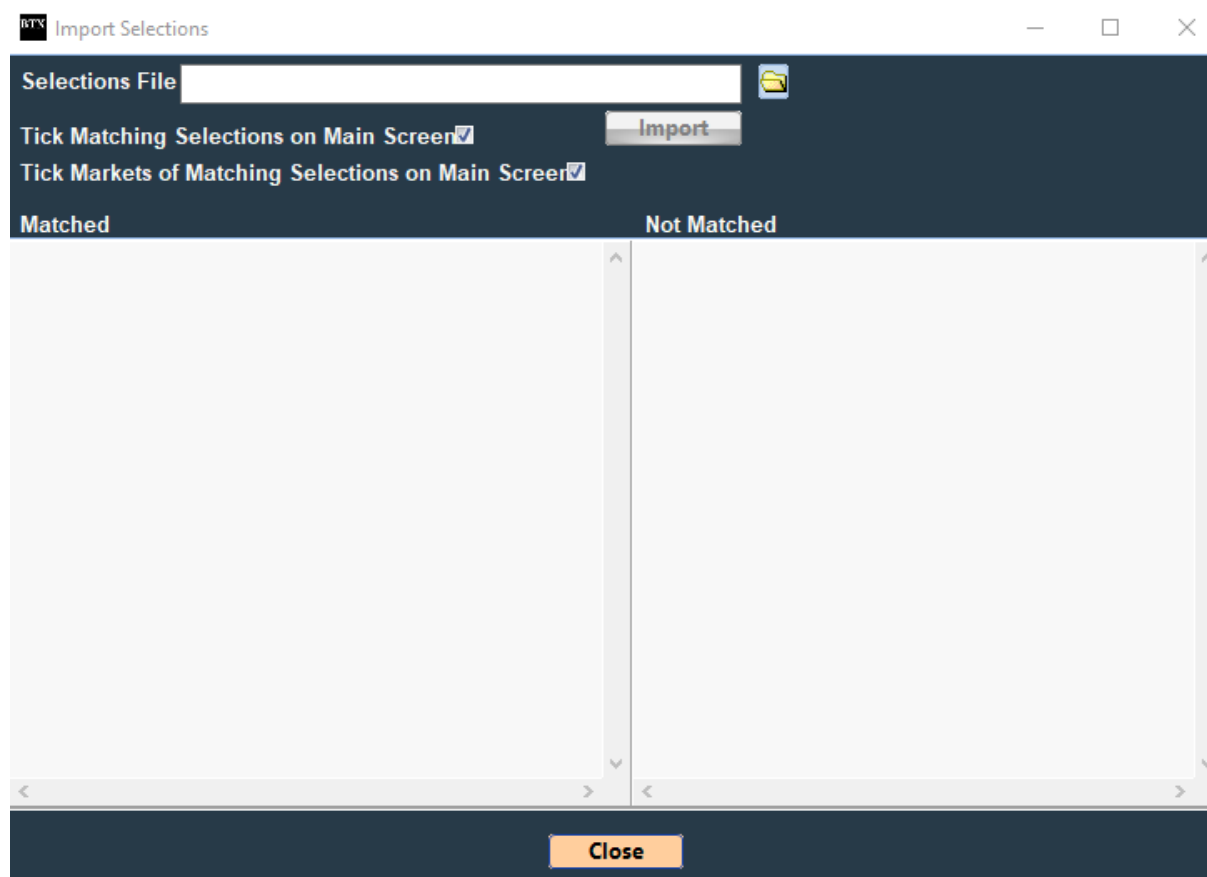 BTX Import Selections
Selections File
Tick Matching Selections on Main Screen
Import
Tick Markets of Matching Selections on Main Screen
Matched
Not Matched
Close